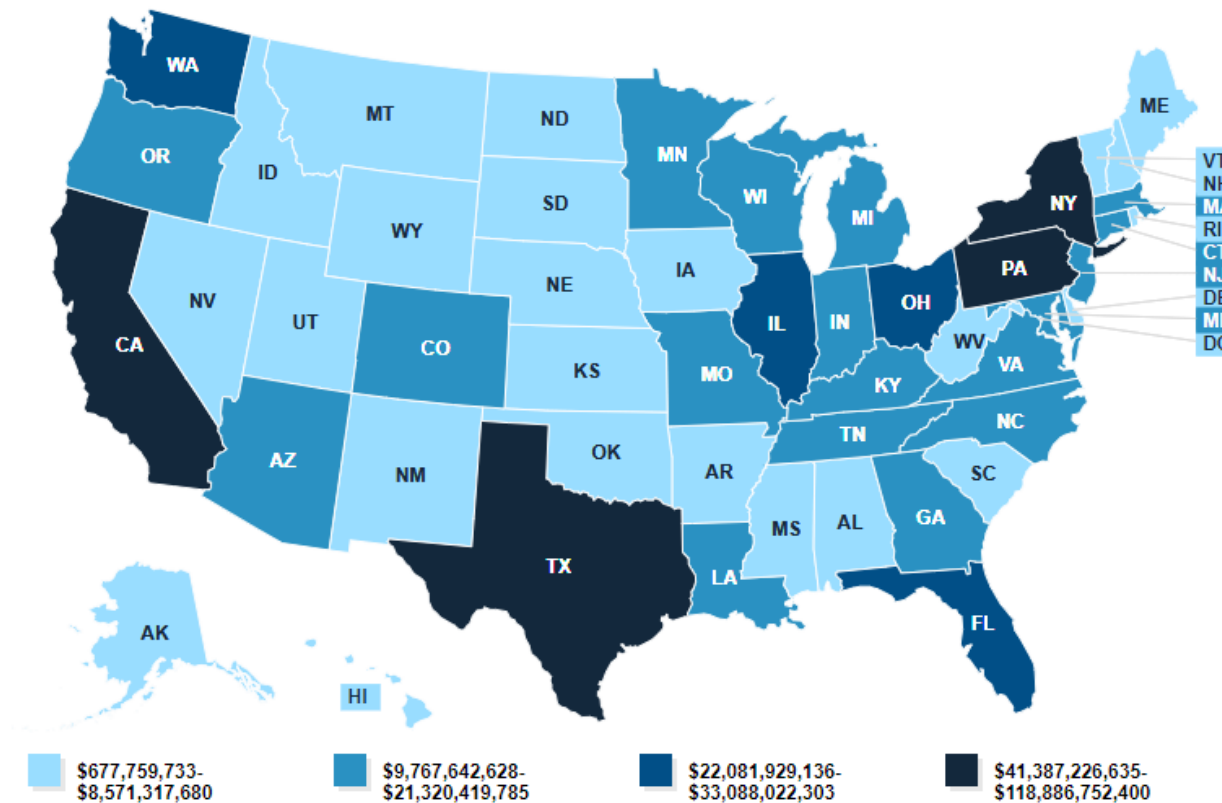 WA
MT
ND
MN
ME
OR
ID
SD
WI
MI
NY
VT
NH
MA
RI
CT
NJ
DE
WY
IA
PA
NV
NE
IL
IN
OH
UT
CO
CA
KS
MO
WV
VA
KY
NC
TN
AZ
NM
OK
AR
SC
MS
AL
GA
TX
LA
FL
AK
HI
$677,759,733-
$8,571,317,680
$9,767,642,628-
$21,320,419,785
$22,081,929,136-
$33,088,022,303
$41,387,226,635-
$118,886,752,400